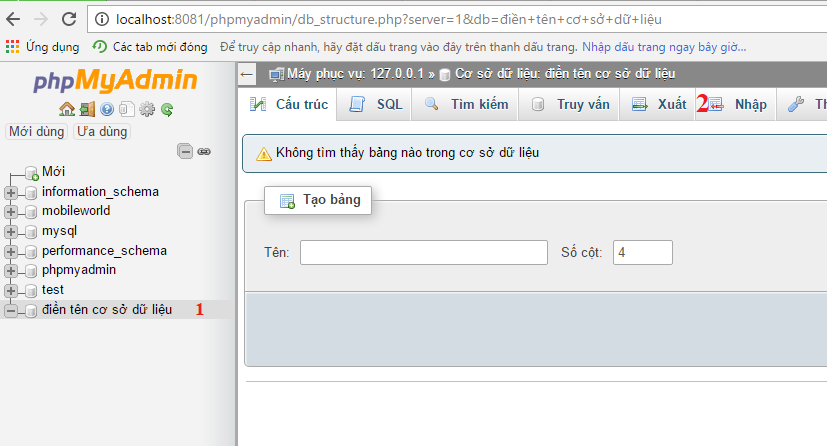 localhost:8081/phpmyadmin/db_structure.php?server=1&db=điền+tên+cơ+sở+dữ+liệu
Ứng dụng Các tab mới đóng Để truy cập nhanh, hãy đặt dấu trang vào đây trên thanh dấu trang. Nhập dấu trang ngay bây giờ...
phpMyAdmin
Mới dùng Ưa dùng
Mới
information_schema
mobileworld
mysql
performance_schema
phpmyadmin
test
điền tên cơ sở dữ liệu 1
Máy phục vụ: 127.0.0.1 » Cơ sở dữ liệu: điền tên cơ sở dữ liệu
Cấu trúc SQL Tìm kiếm Truy vấn Xuất 2 Nhập Th
Không tìm thấy bảng nào trong cơ sở dữ liệu
Tạo bảng
Tên: Số cột: 4